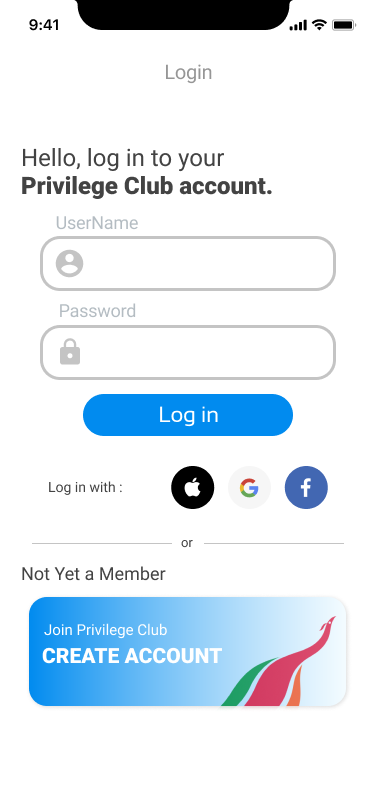 9:41
Login
Hello, log in to your
Privilege Club account.
UserName
Password
Log in
Log in with :
or
Not Yet a Member
Join Privilege Club
CREATE ACCOUNT